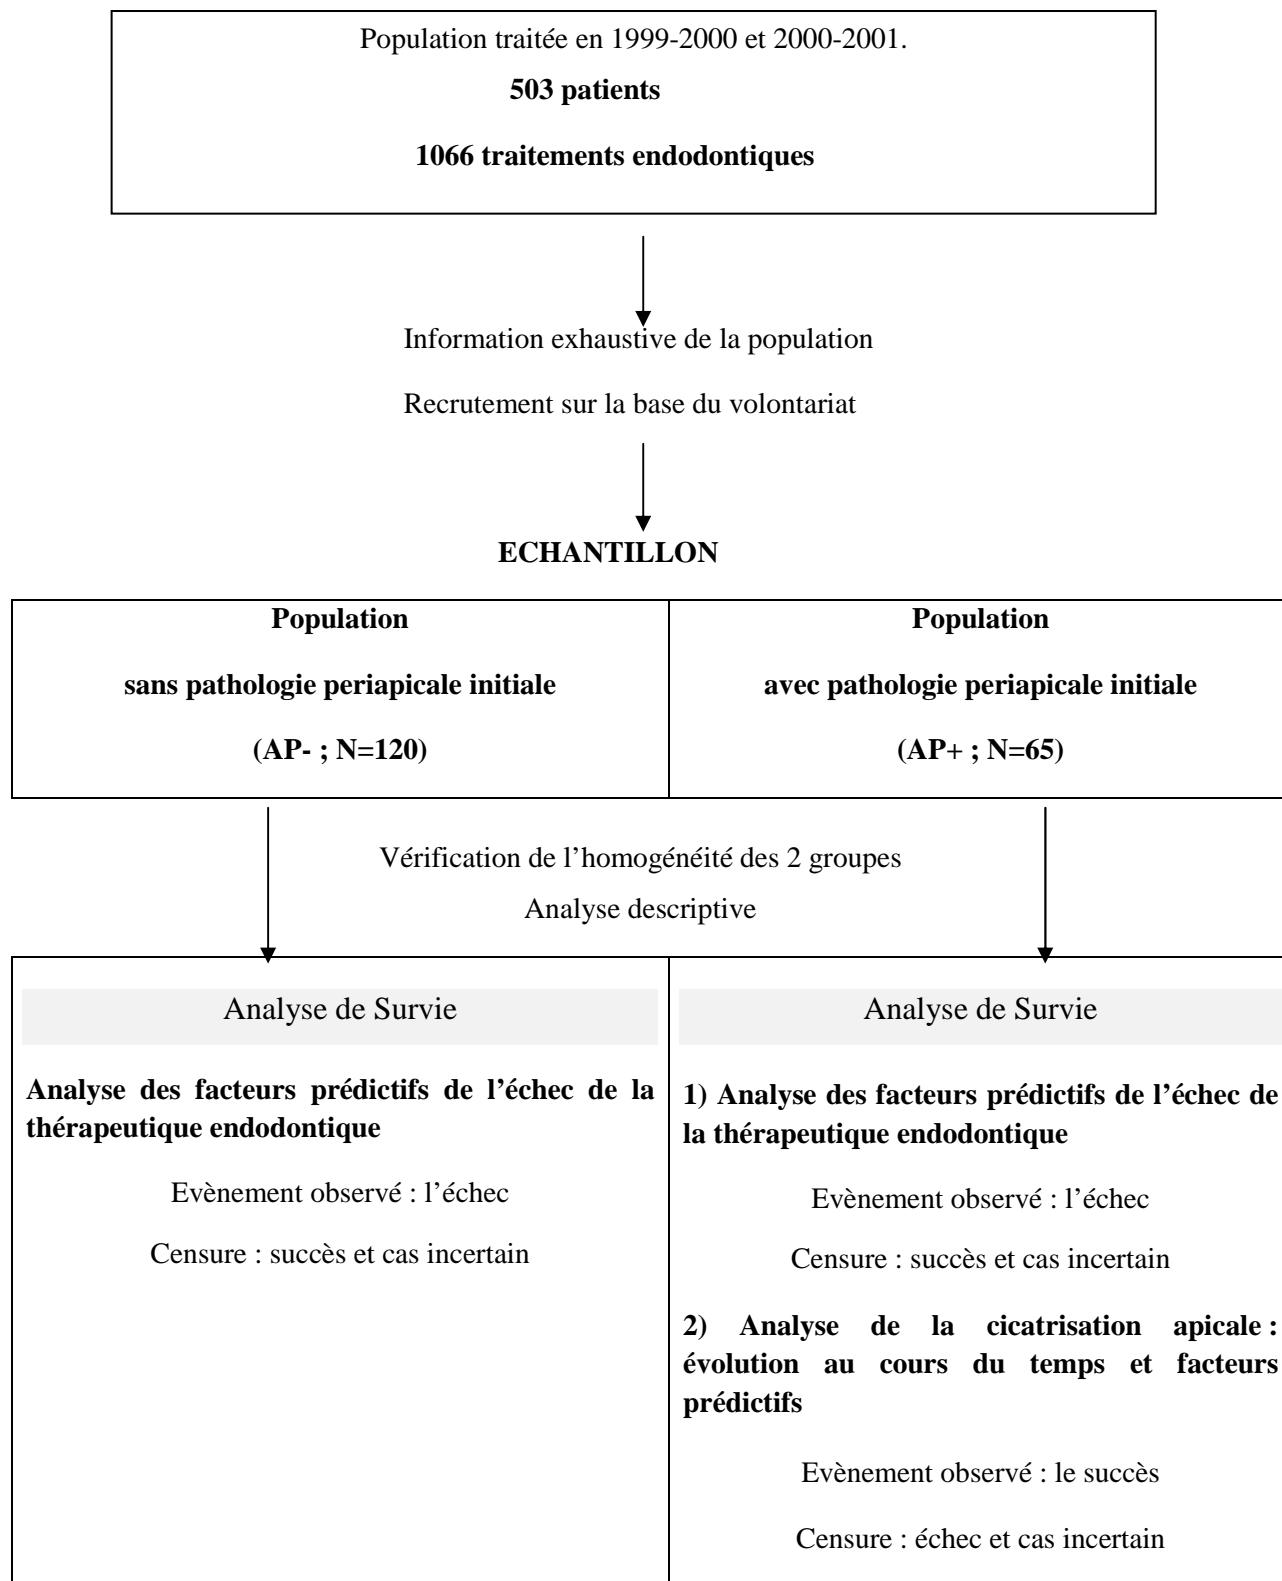 Population traitée en 1999-2000 et 2000-2001.
503 patients
1066 traitements endodontiques
Information exhaustive de la population
Recrutement sur la base du volontariat
ECHANTILLON
Population
sans pathologie periapicale initiale
(AP- ; N=120)
Population
avec pathologie periapicale initiale
(AP+ ; N=65)
Vérification de l’homogénéité des 2 groupes
Analyse descriptive
Analyse de Survie
Analyse des facteurs prédictifs de l’échec de la
thérapeutique endodontique
Evènement observé : l’échec
Censure : succès et cas incertain
Analyse de Survie
1) Analyse des facteurs prédictifs de l’échec de
la thérapeutique endodontique
Evènement observé : l’échec
Censure : succès et cas incertain
2) Analyse de la cicatrisation apicale :
évolution au cours du temps et facteurs
prédictifs
Evènement observé : le succès
Censure : échec et cas incertain